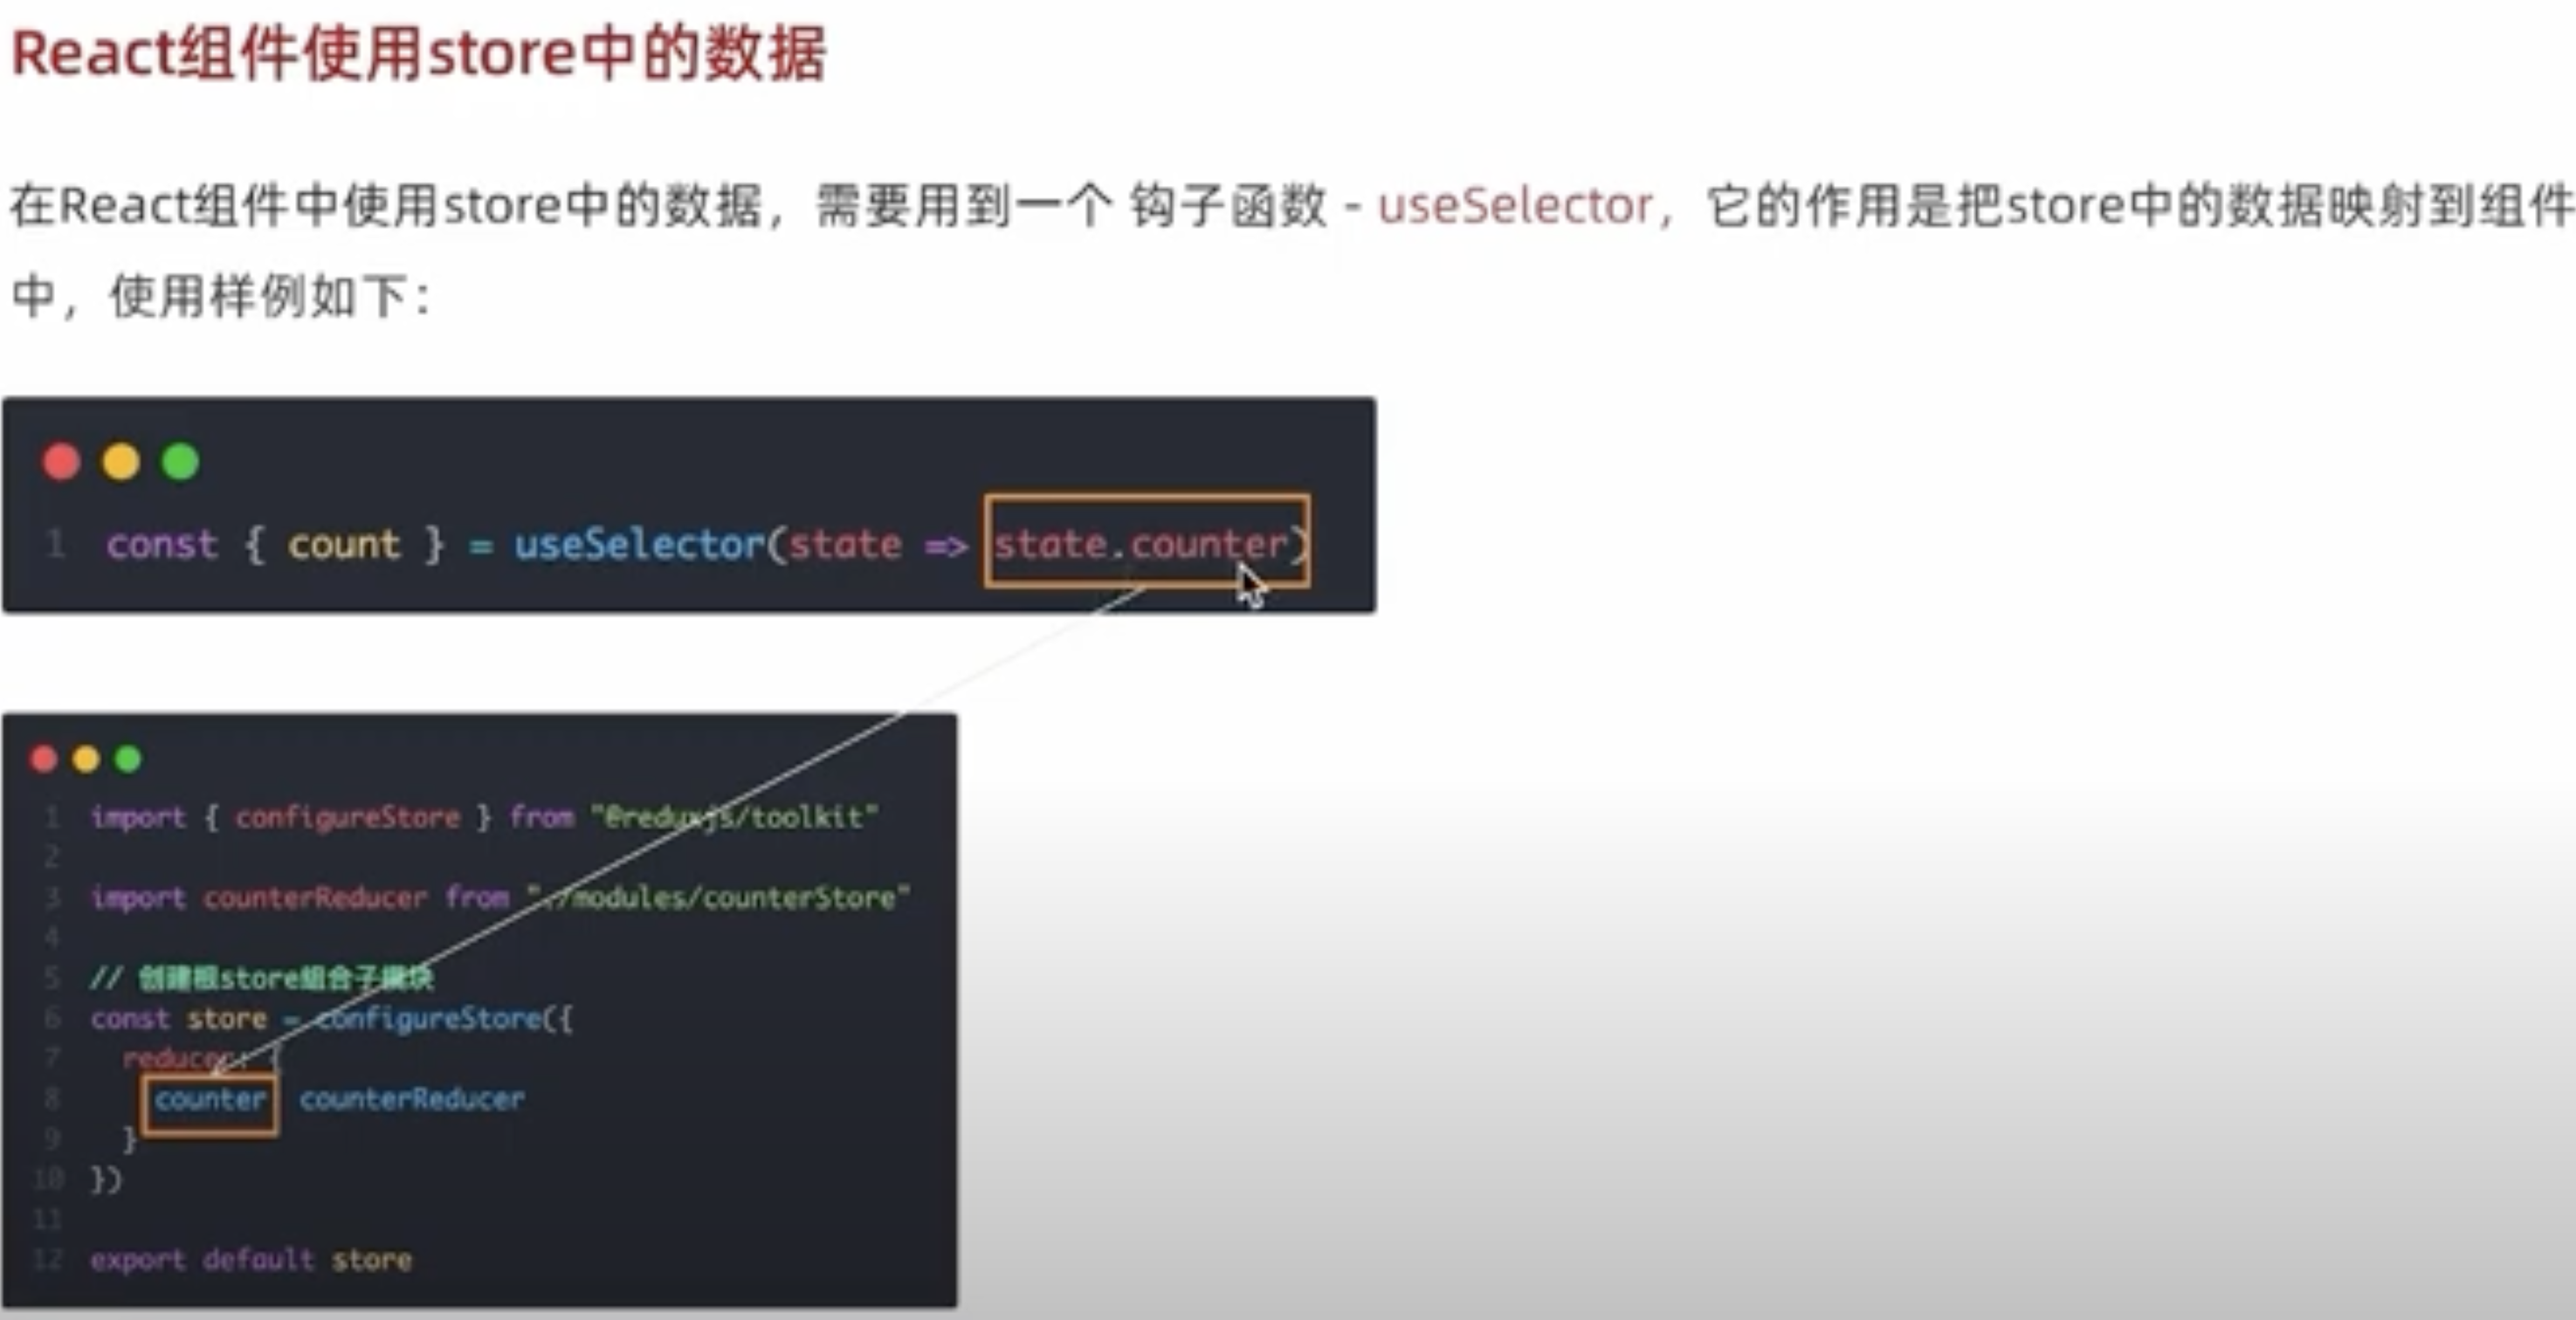 React组件使用store中的数据
在React组件中使用store中的数据，需要用到一个 钩子函数 - useSelector，它的作用是把store中的数据映射到组件
中，使用样例如下：
1 const { count } = useSelector(state => state.counter)
1 import { configureStore } from "@reduxjs/toolkit"
2
3 import counterReducer from "./modules/counterStore"
4
5 // 创建根store组合子模块
6 const store = configureStore({
7 reducer: {
8 counter counterReducer
9 }
10 })
11
12 export default store